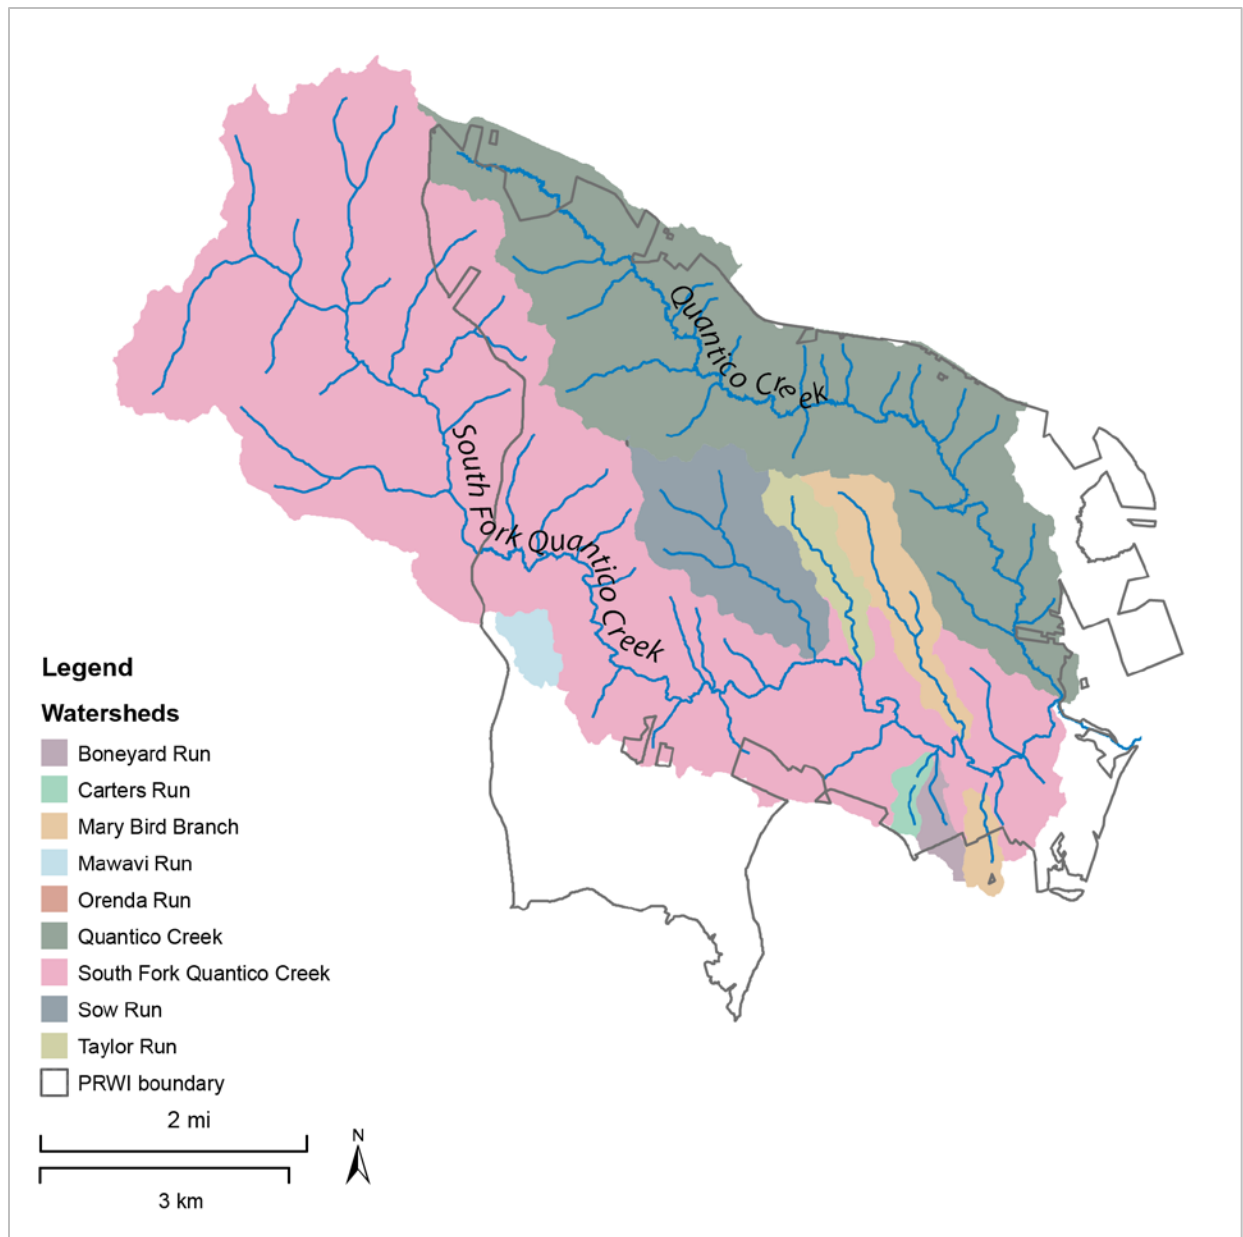 Quantico Creek
South Fork Quantico Creek
Legend
Watersheds
Boneyard Run
Carters Run
Mary Bird Branch
Mawavi Run
Orenda Run
Quantico Creek
South Fork Quantico Creek
Sow Run
Taylor Run
PRWI boundary
2 mi
N
3 km